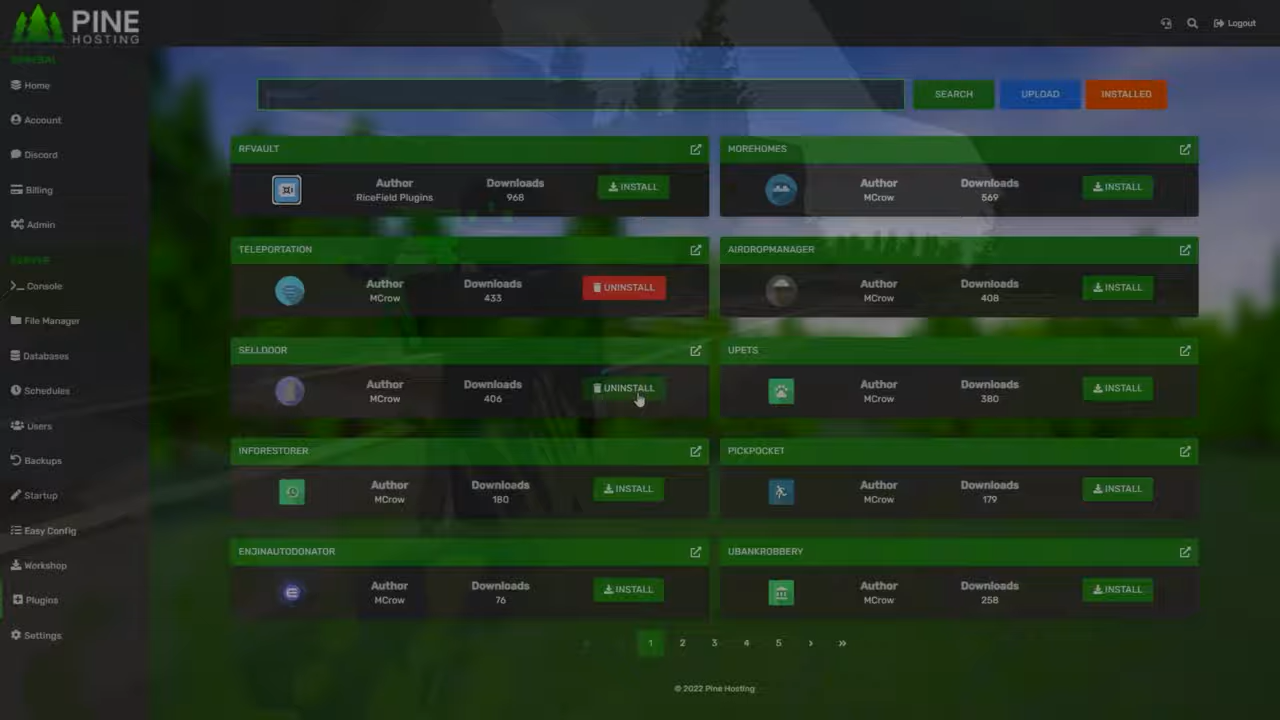 PINE
HOSTING
Logout
GENERAL
Home
Account
Discord
Billing
Admin
SERVER
Console
File Manager
Databases
Schedules
Users
Backups
Startup
Easy Config
Workshop
Plugins
Settings
SEARCH
UPLOAD
INSTALLED
RFVAULT
Author
RiceField Plugins
Downloads
968
INSTALL
MOREHOMES
Author
MCrow
Downloads
569
INSTALL
TELEPORTATION
Author
MCrow
Downloads
433
UNINSTALL
AIRDROPMANAGER
Author
MCrow
Downloads
408
INSTALL
SELLDOOR
Author
MCrow
Downloads
406
UNINSTALL
UPETS
Author
MCrow
Downloads
380
INSTALL
INFORESTORER
Author
MCrow
Downloads
180
INSTALL
PICKPOCKET
Author
MCrow
Downloads
179
INSTALL
ENJINAUTODONATOR
Author
MCrow
Downloads
76
INSTALL
UBANKROBBERY
Author
MCrow
Downloads
258
INSTALL
1 2 3 4 5 › »
© 2022 Pine Hosting